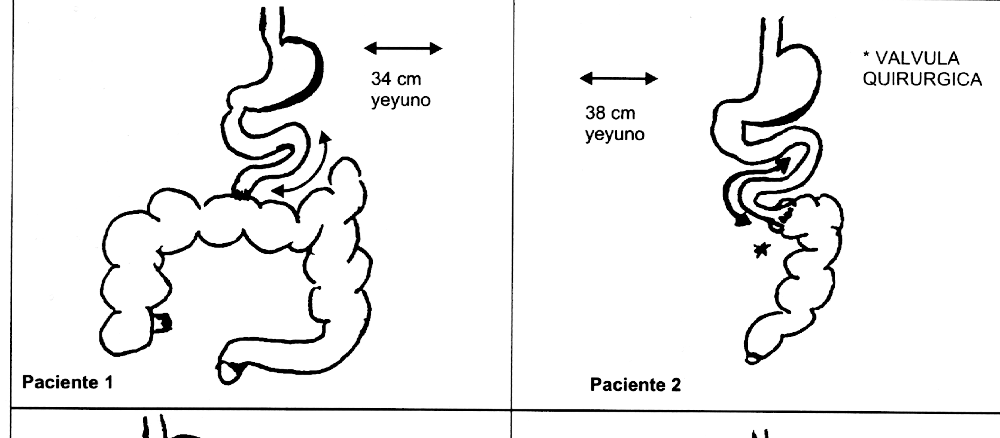 34 cm
yeyuno
Paciente 1
38 cm
yeyuno
* VALVULA
QUIRURGICA
Paciente 2